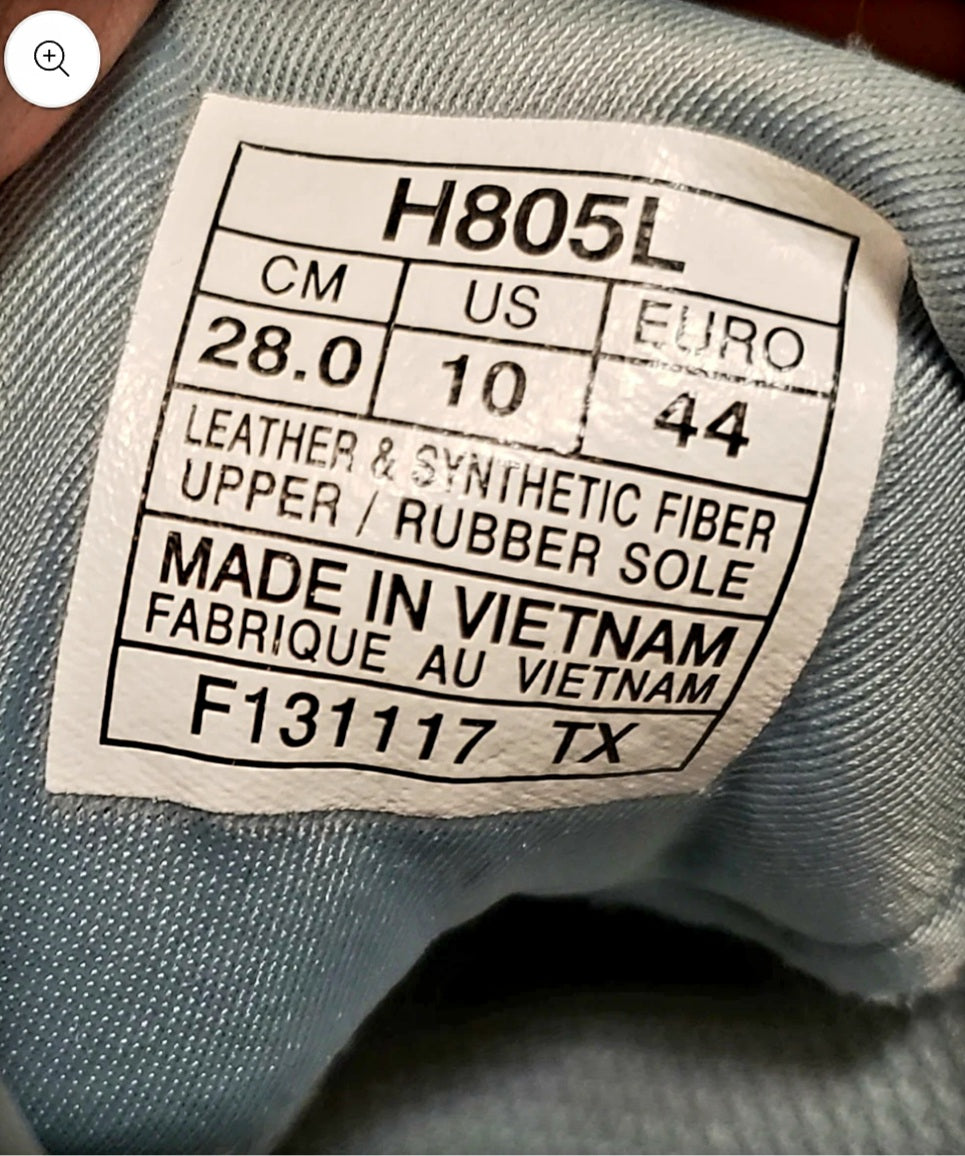 H805L
CM US EURO
28.0 10 44
LEATHER & SYNTHETIC FIBER
UPPER / RUBBER SOLE
MADE IN VIETNAM
FABRIQUE AU VIETNAM
F131117 TX